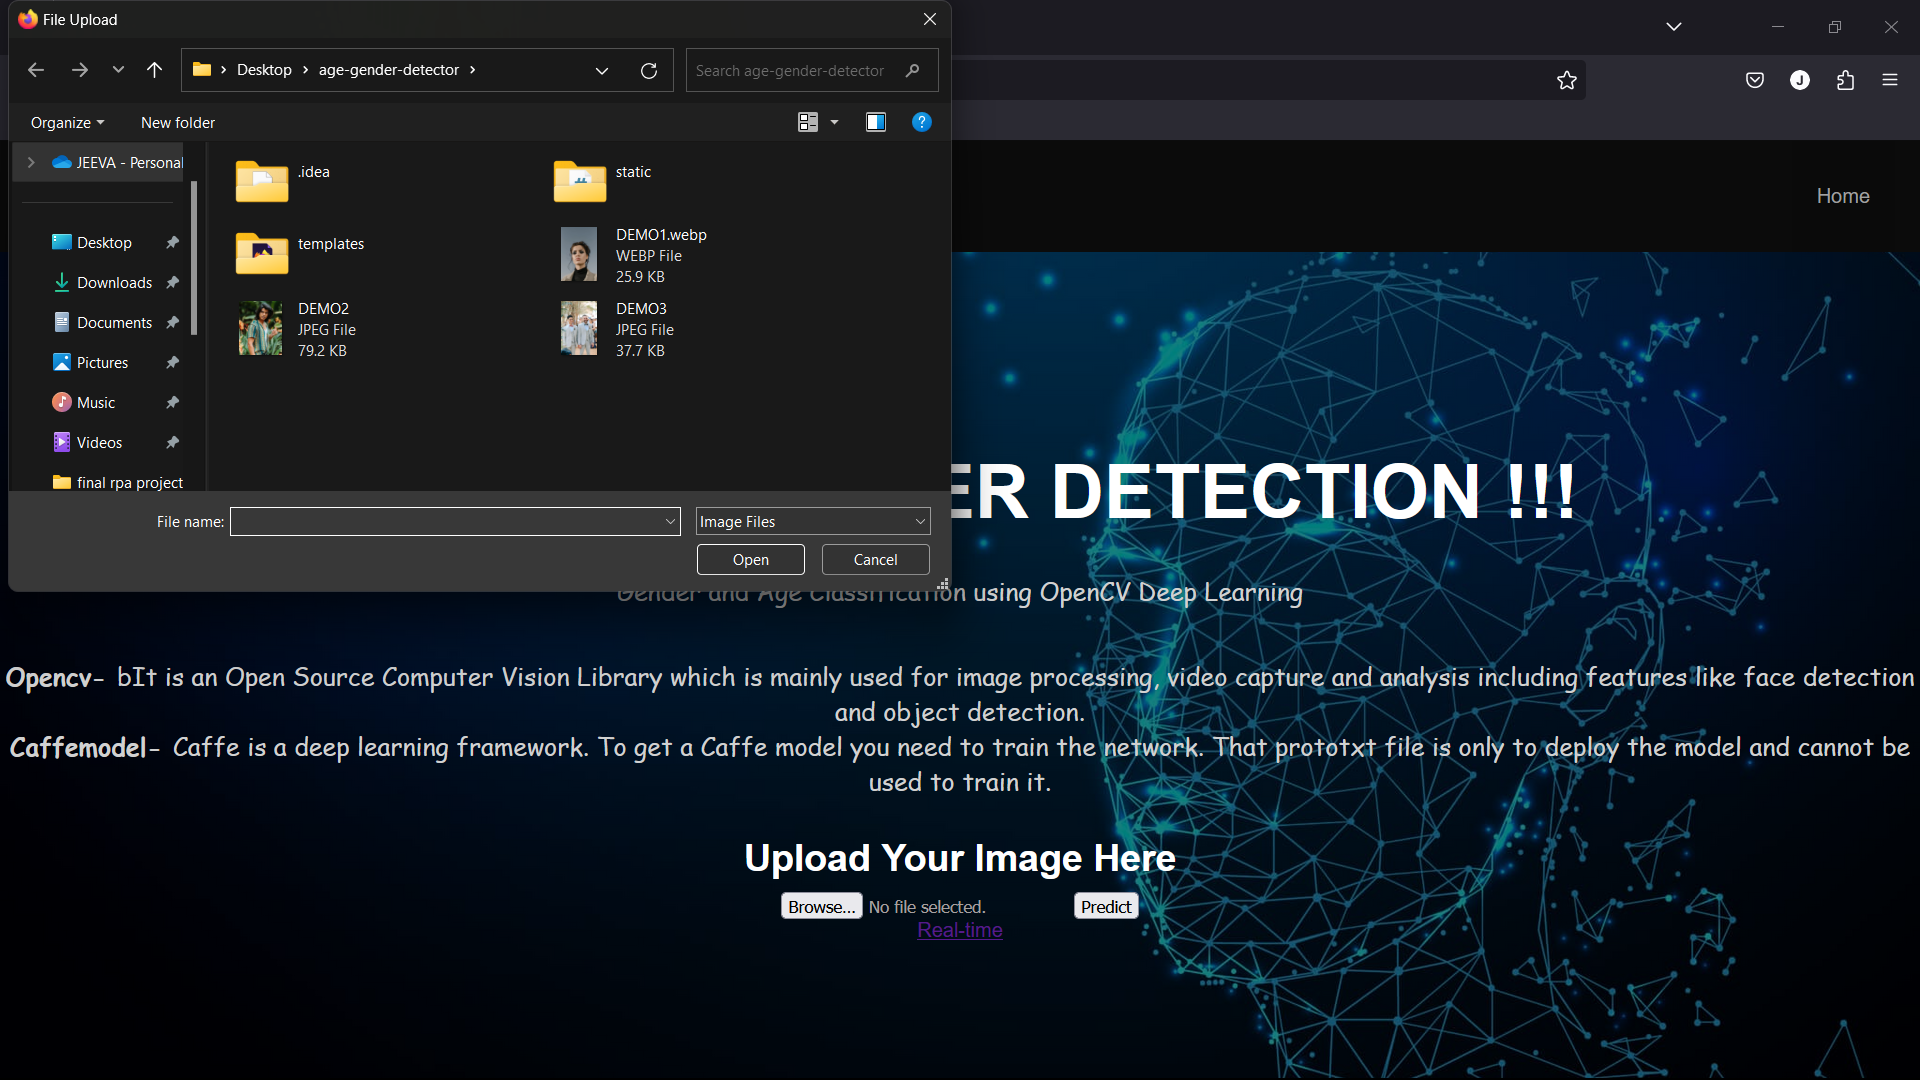 File Upload
Desktop
age-gender-detector
Search age-gender-detector
J
Organize
New folder
?
JEEVA - Personal
Desktop
Downloads
Documents
Pictures
Music
Videos
final rpa project
.idea
static
templates
DEMO1.webp
WEBP File
25.9 KB
DEMO2
JPEG File
79.2 KB
DEMO3
JPEG File
37.7 KB
File name:
Image Files
Open
Cancel
Home
ER DETECTION !!!
Gender and Age Classification using OpenCV Deep Learning
Opencv- bIt is an Open Source Computer Vision Library which is mainly used for image processing, video capture and analysis including features like face detection
and object detection.
Caffemodel- Caffe is a deep learning framework. To get a Caffe model you need to train the network. That prototxt file is only to deploy the model and cannot be
used to train it.
Upload Your Image Here
Browse... No file selected.
Predict
Real-time